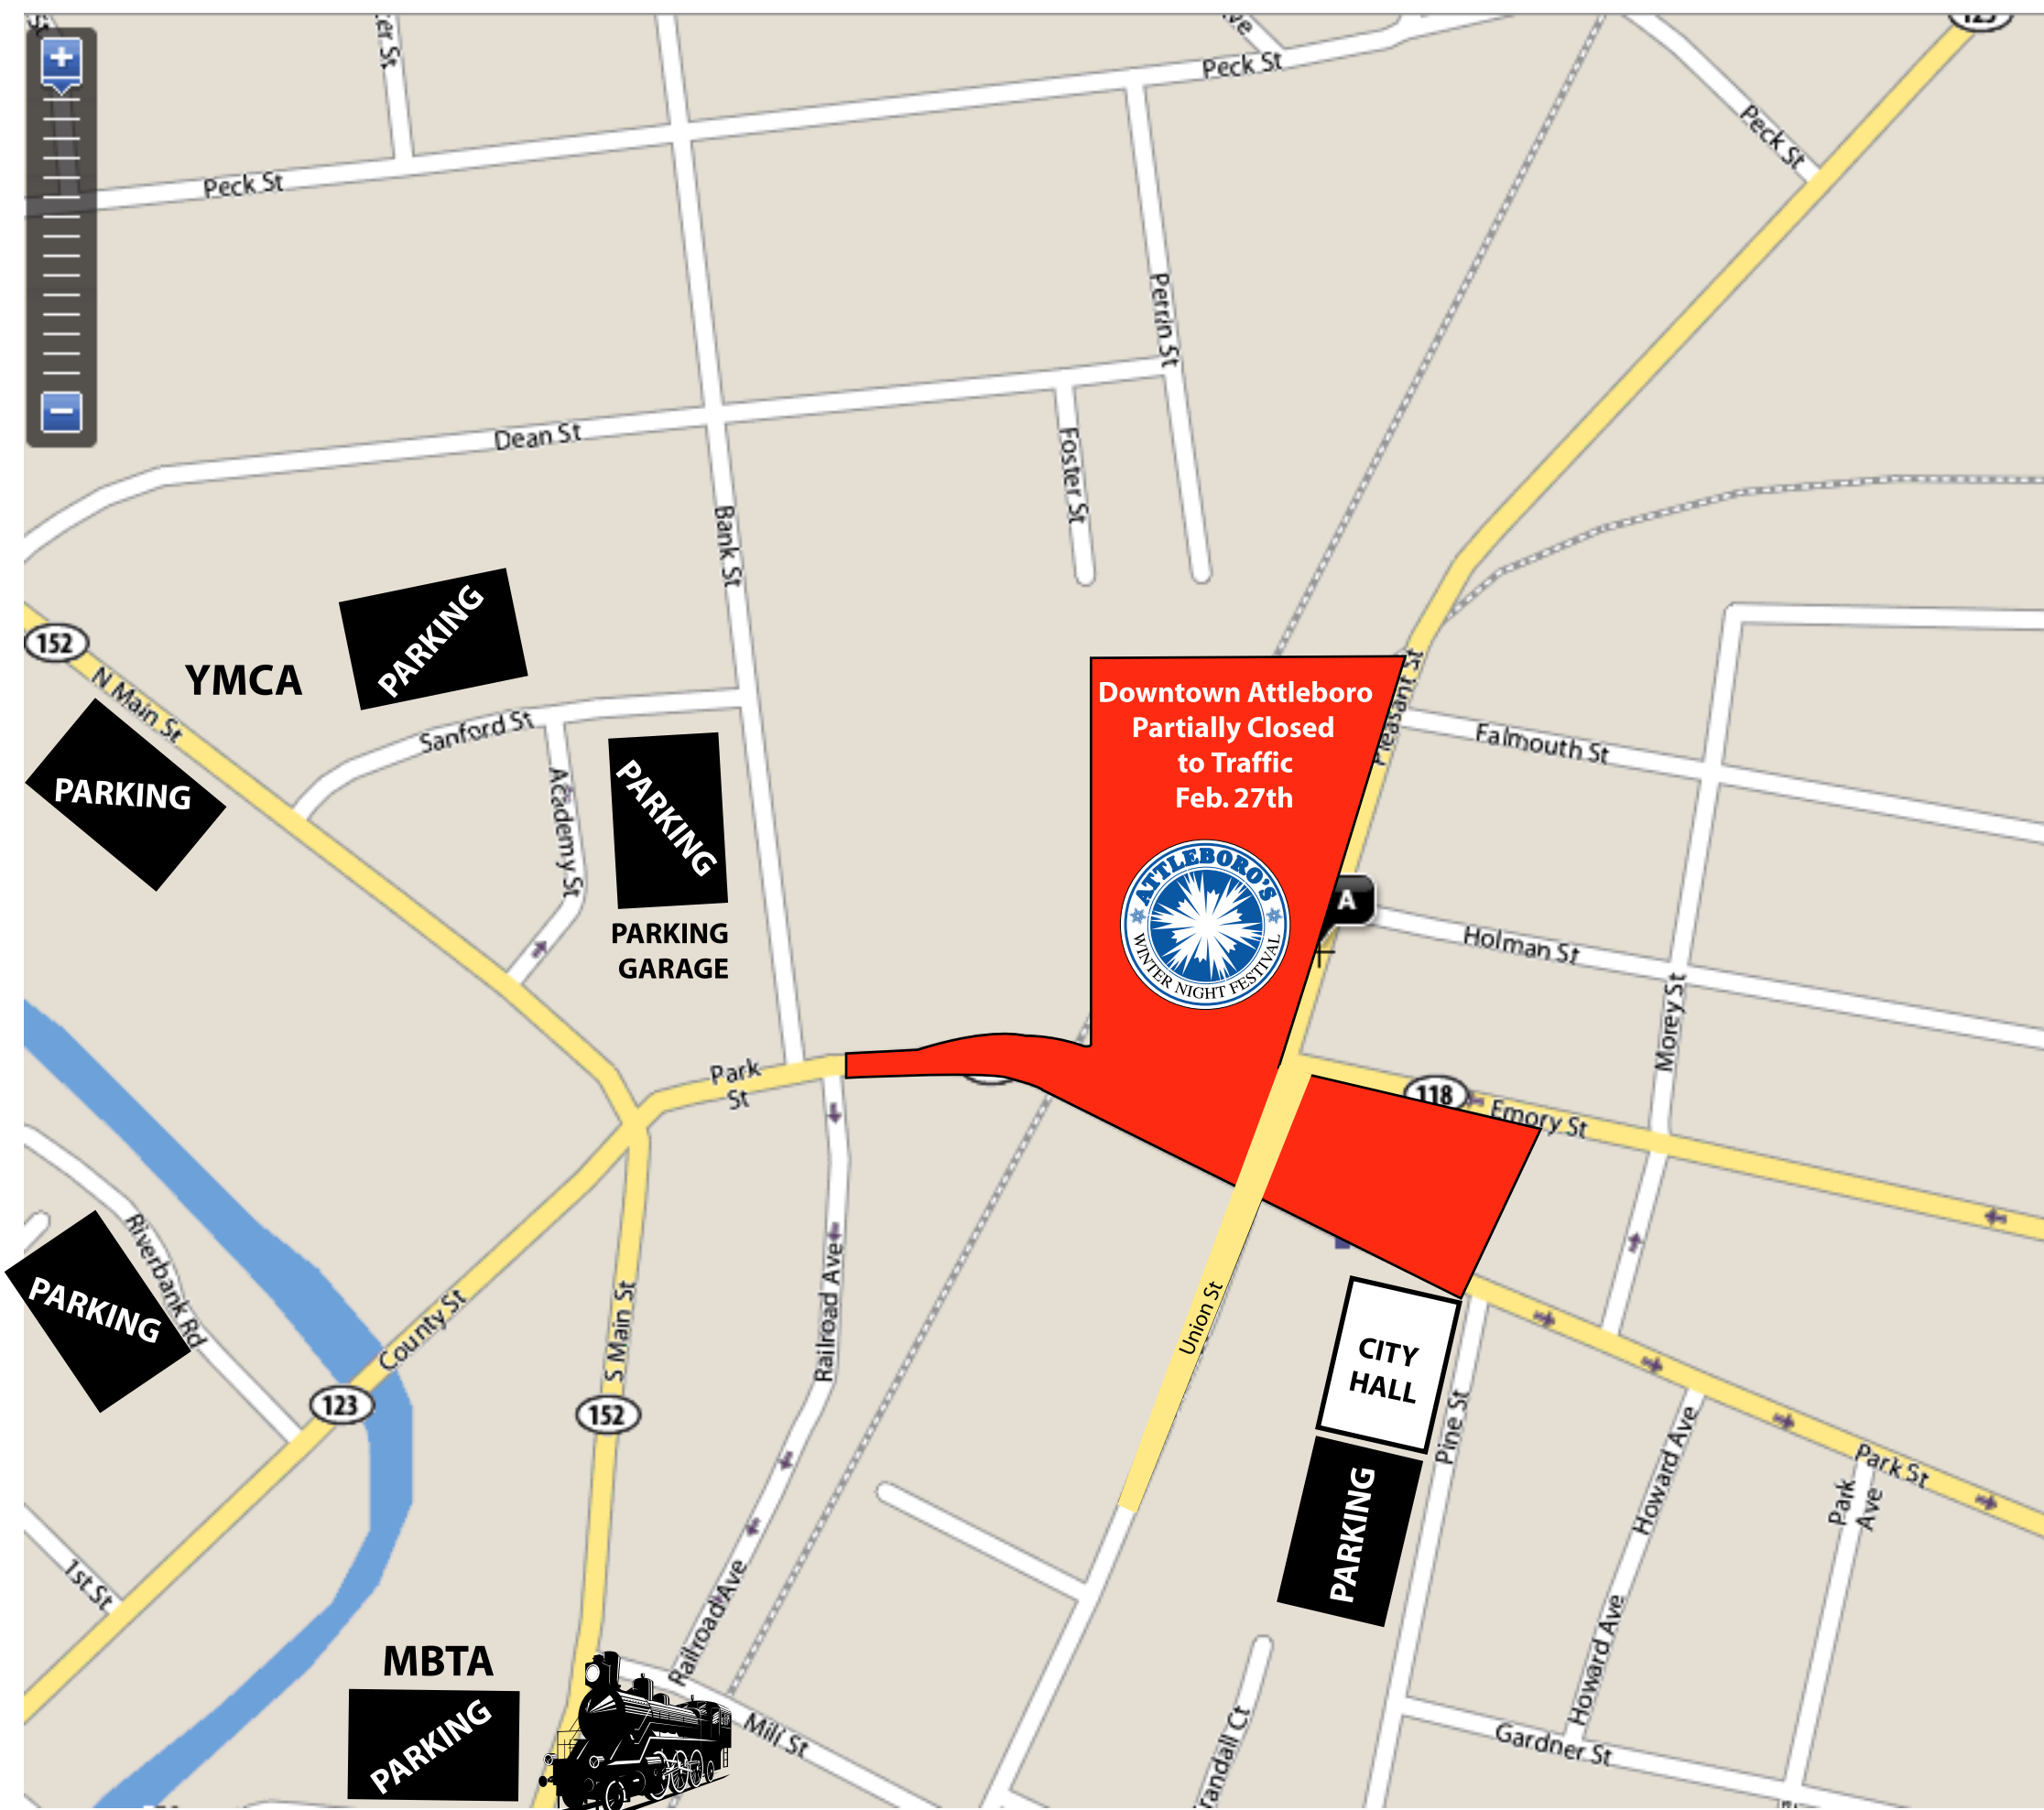 123
Peck St
Peck St
Peck St
Perrin St
Dean St
Foster St
Bank St
152
N Main St
YMCA
PARKING
PARKING
Sanford St
Academy St
PARKING
PARKING
GARAGE
Downtown Attleboro
Partially Closed
to Traffic
Feb. 27th
ATTLEBORO'S
WINTER NIGHT FESTIVAL
Pleasant St
Falmouth St
A
Holman St
Morey St
Park
St
118
Emory St
Riverbank Rd
PARKING
County St
123
S Main St
152
Railroad Ave
Union St
CITY
HALL
PARKING
Pine St
Howard Ave
Park St
Park
Ave
1st St
Railroad Ave
Howard Ave
MBTA
PARKING
Mill St
Gardner St